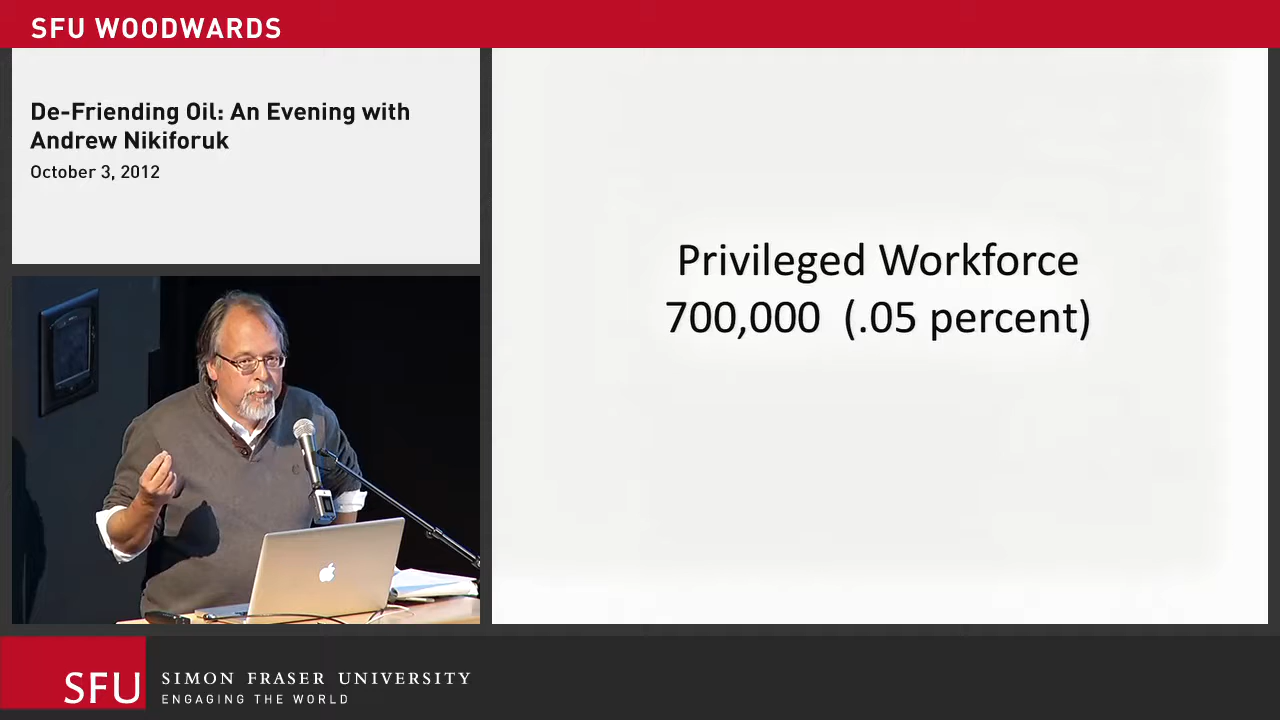 SFU WOODWARDS
De-Friending Oil: An Evening with
Andrew Nikiforuk
October 3, 2012
Privileged Workforce
700,000 (.05 percent)
SFU
SIMON FRASER UNIVERSITY
ENGAGING THE WORLD